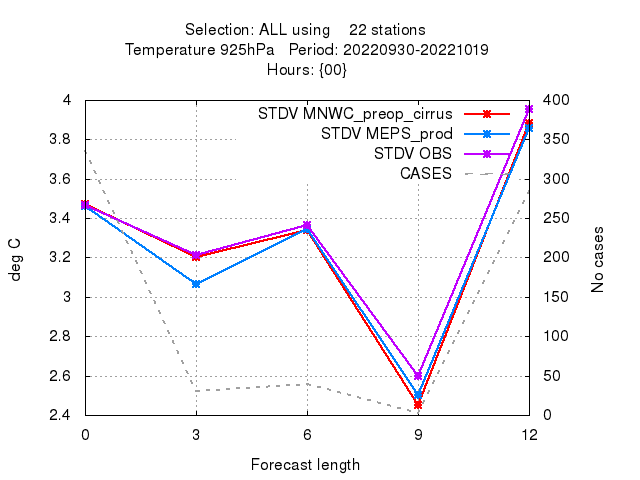 Selection: ALL using 22 stations
Temperature 925hPa Period: 20220930-20221019
Hours: {00}
4 400
STDV MNWC_preop_cirrus
3.8 350
STDV MEPS_prod
STDV OBS
3.6 300
CASES
3.4 250
3.2 200
deg C
No cases
3 150
2.8 100
2.6 50
2.4 0
0 3 6 9 12
Forecast length